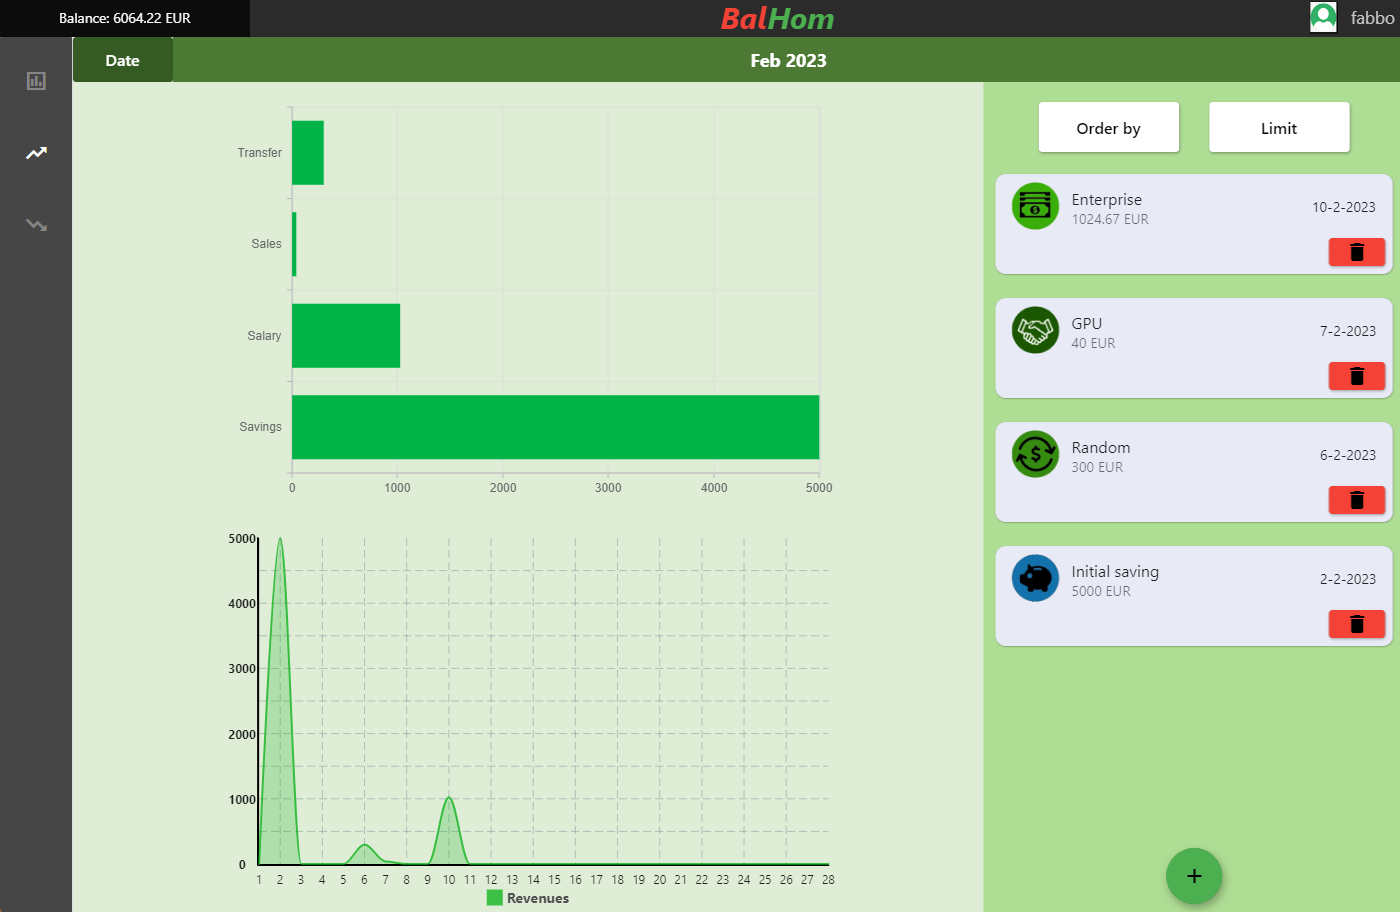 Balance: 6064.22 EUR
BalHom
fabbo
Date
Feb 2023
Transfer
Sales
Salary
Savings
0 1000 2000 3000 4000 5000
5000
4000
3000
2000
1000
0
1 2 3 4 5 6 7 8 9 10 11 12 13 14 15 16 17 18 19 20 21 22 23 24 25 26 27 28
Revenues
Order by
Limit
Enterprise
1024.67 EUR
10-2-2023
GPU
40 EUR
7-2-2023
Random
300 EUR
6-2-2023
Initial saving
5000 EUR
2-2-2023
+